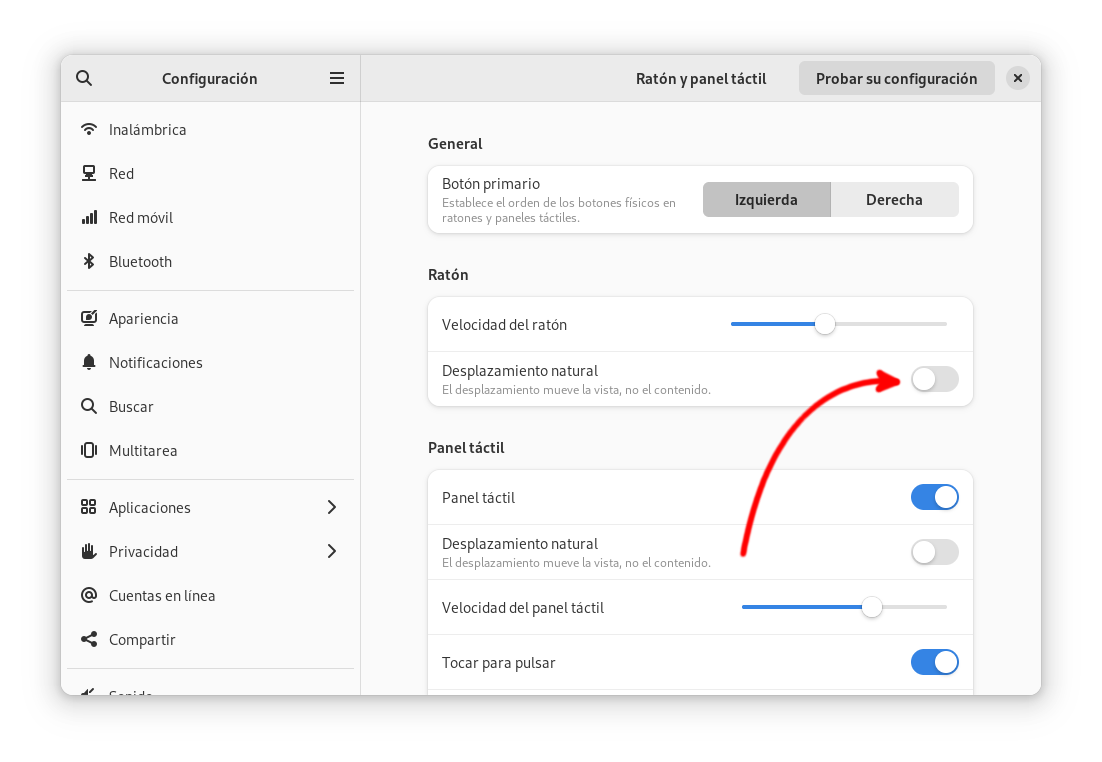 Configuración
Ratón y panel táctil
Probar su configuración
Inalámbrica
Red
Red móvil
Bluetooth
Apariencia
Notificaciones
Buscar
Multitarea
Aplicaciones
Privacidad
Cuentas en línea
Compartir
General
Botón primario
Establece el orden de los botones físicos en
ratones y paneles táctiles.
Izquierda
Derecha
Ratón
Velocidad del ratón
Desplazamiento natural
El desplazamiento mueve la vista, no el contenido.
Panel táctil
Panel táctil
Desplazamiento natural
El desplazamiento mueve la vista, no el contenido.
Velocidad del panel táctil
Tocar para pulsar